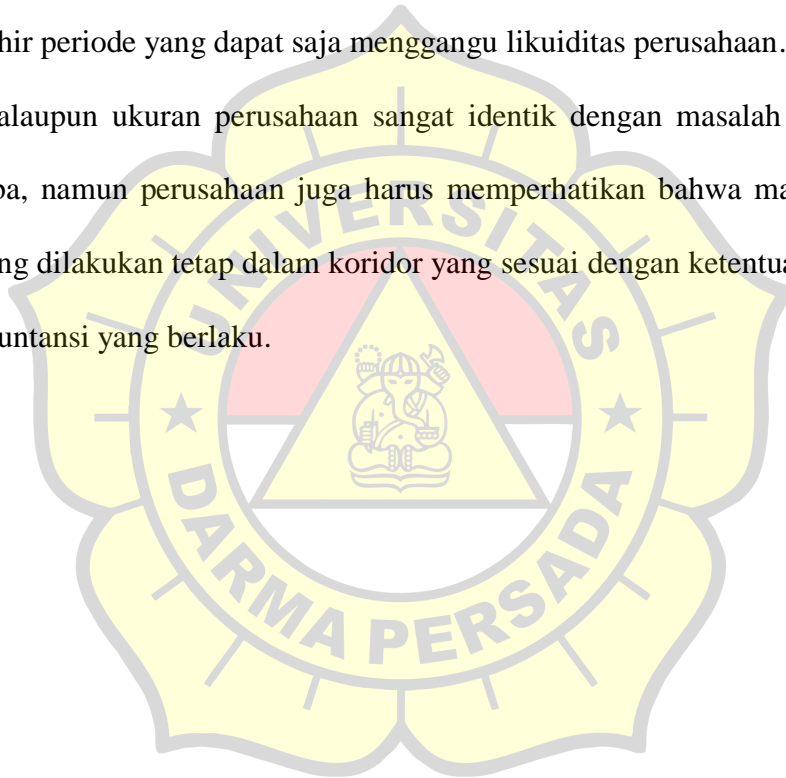 hir periode yang dapat saja menggangu likuiditas perusahaan.
alaupun ukuran perusahaan sangat identik dengan masalah
ba, namun perusahaan juga harus memperhatikan bahwa ma
ng dilakukan tetap dalam koridor yang sesuai dengan ketentua
untansi yang berlaku.
UNIVERSITAS
DARMA PERSADA